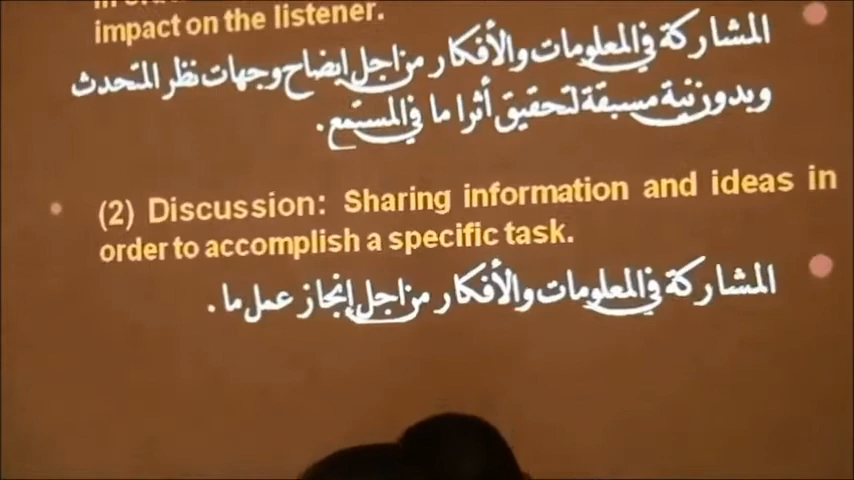 impact on the listener.
المشاركة في المعلومات والأفكار من اجل إيضاح وجهات نظر المتحدث
وبدون نية مسبقة لتحقيق أثرا ما في المستمع.
(2) Discussion: Sharing information and ideas in
order to accomplish a specific task.
المشاركة في المعلومات والأفكار من اجل إنجاز عمل ما.